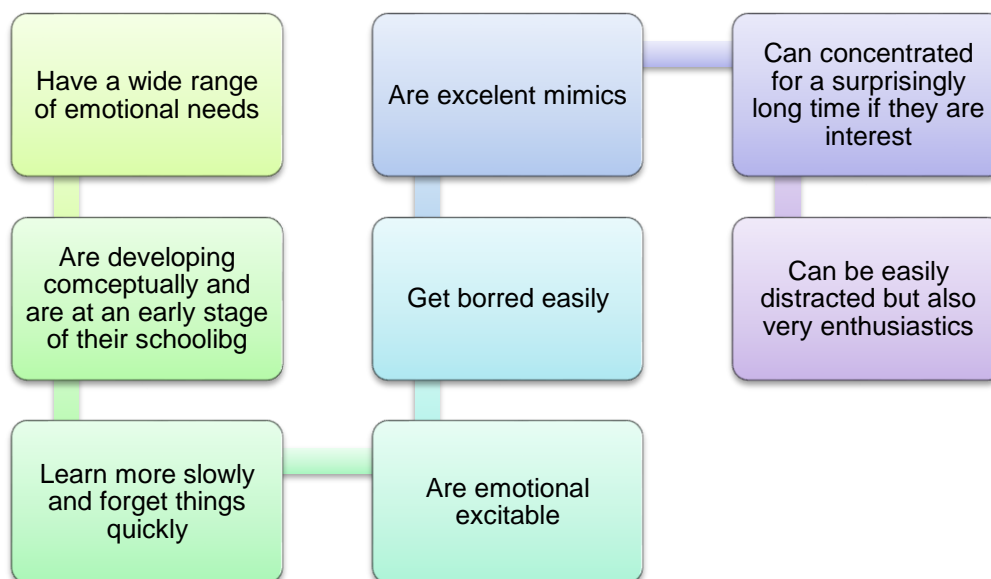 Have a wide range
of emotional needs
Are developing
comceptually and
are at an early stage
of their schoolibg
Learn more slowly
and forget things
quickly
Are emotional
excitable
Get borred easily
Are excelent mimics
Can concentrated
for a surprisingly
long time if they are
interest
Can be easily
distracted but also
very enthusiastics